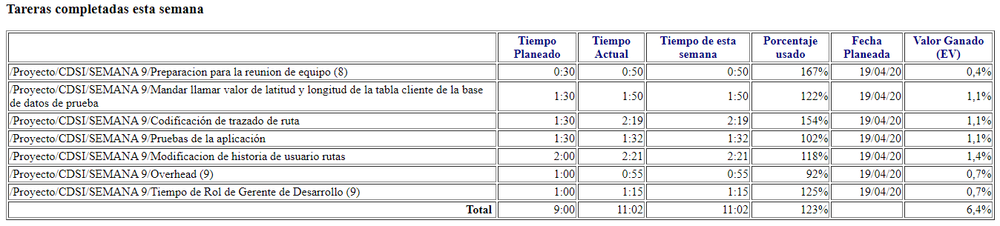 Tareras completadas esta semana
Tiempo Planeado Tiempo Actual Tiempo de esta semana Porcentaje usado Fecha Planeada Valor Ganado (EV)
/Proyecto/CDSI/SEMANA 9/Preparacion para la reunion de equipo (8) 0:30 0:50 0:50 167% 19/04/20 0,4%
/Proyecto/CDSI/SEMANA 9/Mandar llamar valor de latitud y longitud de la tabla cliente de la base de datos de prueba 1:30 1:50 1:50 122% 19/04/20 1,1%
/Proyecto/CDSI/SEMANA 9/Codificación de trazado de ruta 1:30 2:19 2:19 154% 19/04/20 1,1%
/Proyecto/CDSI/SEMANA 9/Pruebas de la aplicación 1:30 1:32 1:32 102% 19/04/20 1,1%
/Proyecto/CDSI/SEMANA 9/Modificacion de historia de usuario rutas 2:00 2:21 2:21 118% 19/04/20 1,4%
/Proyecto/CDSI/SEMANA 9/Overhead (9) 1:00 0:55 0:55 92% 19/04/20 0,7%
/Proyecto/CDSI/SEMANA 9/Tiempo de Rol de Gerente de Desarrollo (9) 1:00 1:15 1:15 125% 19/04/20 0,7%
Total 9:00 11:02 11:02 123% 6,4%